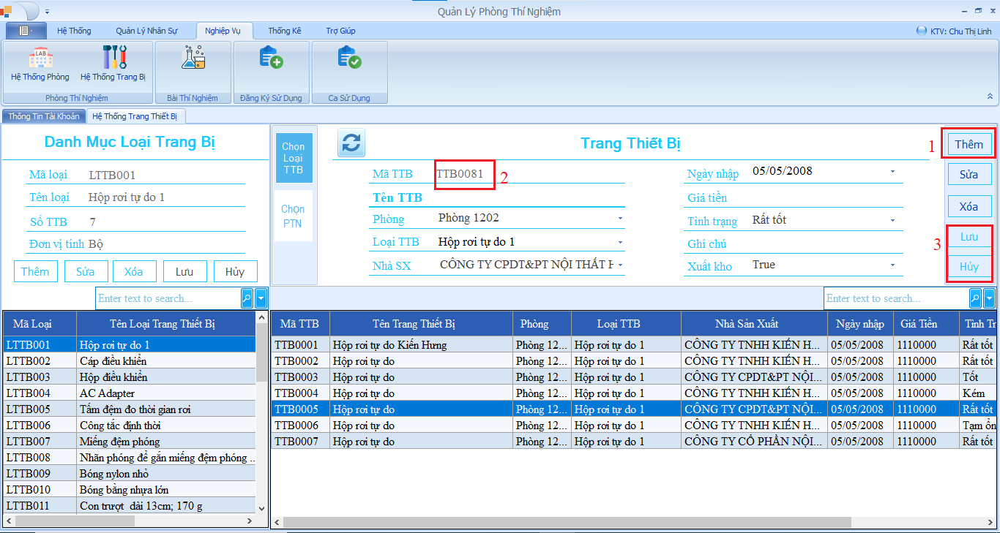 Quản Lý Phòng Thí Nghiệm
Hệ Thống Quản Lý Nhân Sự Nghiệp Vụ Thống Kê Trợ Giúp KTV: Chu Thị Linh
LAB
Hệ Thống Phòng Hệ Thống Trang Bị
Phòng Thí Nghiệm Bài Thí Nghiệm Đăng Ký Sử Dụng Ca Sử Dụng
Thông Tin Tài Khoản Hệ Thống Trang Thiết Bị
Danh Mục Loại Trang Bị
Mã loại LTTB001
Tên loại Hộp rơi tự do 1
Số TTB 7
Đơn vị tính Bộ
Thêm Sửa Xóa Lưu Hủy
Enter text to search...
Mã Loại Tên Loại Trang Thiết Bị
LTTB001 Hộp rơi tự do 1
LTTB002 Cáp điều khiển
LTTB003 Hộp điều khiển
LTTB004 AC Adapter
LTTB005 Tấm đệm đo thời gian rơi
LTTB006 Công tắc định thời
LTTB007 Miếng đệm phóng
LTTB008 Nhãn phóng để gắn miếng đệm phóng ...
LTTB009 Bóng nylon nhỏ
LTTB010 Bóng bằng nhựa lớn
LTTB011 Con trượt dài 13cm; 170 g
Chọn
Loại
TTB
Chọn
PTN
Trang Thiết Bị
Mã TTB TTB0081 2
Tên TTB
Phòng Phòng 1202
Loại TTB Hộp rơi tự do 1
Nhà SX CÔNG TY CPDT&PT NỘI THẤT H
Ngày nhập 05/05/2008
Giá tiền
Tình trạng Rất tốt
Ghi chú
Xuất kho True
1 Thêm
Sửa
Xóa
3 Lưu
Hủy
Enter text to search...
Mã TTB Tên Trang Thiết Bị Phòng Loại TTB Nhà Sản Xuất Ngày nhập Giá Tiền Tình Tr
TTB0001 Hộp rơi tự do Kiến Hưng Phòng 12... Hộp rơi tự do 1 CÔNG TY TNHH KIẾN H... 05/05/2008 1110000 Rất tốt
TTB0002 Hộp rơi tự do Phòng 12... Hộp rơi tự do 1 CÔNG TY TNHH KIẾN H... 05/05/2008 1110000 Rất tốt
TTB0003 Hộp rơi tự do Phòng 12... Hộp rơi tự do 1 CÔNG TY CPDT&PT NỘI... 05/05/2008 1110000 Tốt
TTB0004 Hộp rơi tự do Phòng 12... Hộp rơi tự do 1 CÔNG TY TNHH KIẾN H... 05/05/2008 1110000 Kém
TTB0005 Hộp rơi tự do Phòng 12... Hộp rơi tự do 1 CÔNG TY CPDT&PT NỘI... 05/05/2008 1110000 Rất tốt
TTB0006 Hộp rơi tự do Phòng 12... Hộp rơi tự do 1 CÔNG TY TNHH KIẾN H... 05/05/2008 1110000 Tạm ổn
TTB0007 Hộp rơi tự do Phòng 12... Hộp rơi tự do 1 CÔNG TY CỔ PHẦN NỘI... 05/05/2008 1110000 Rất tốt